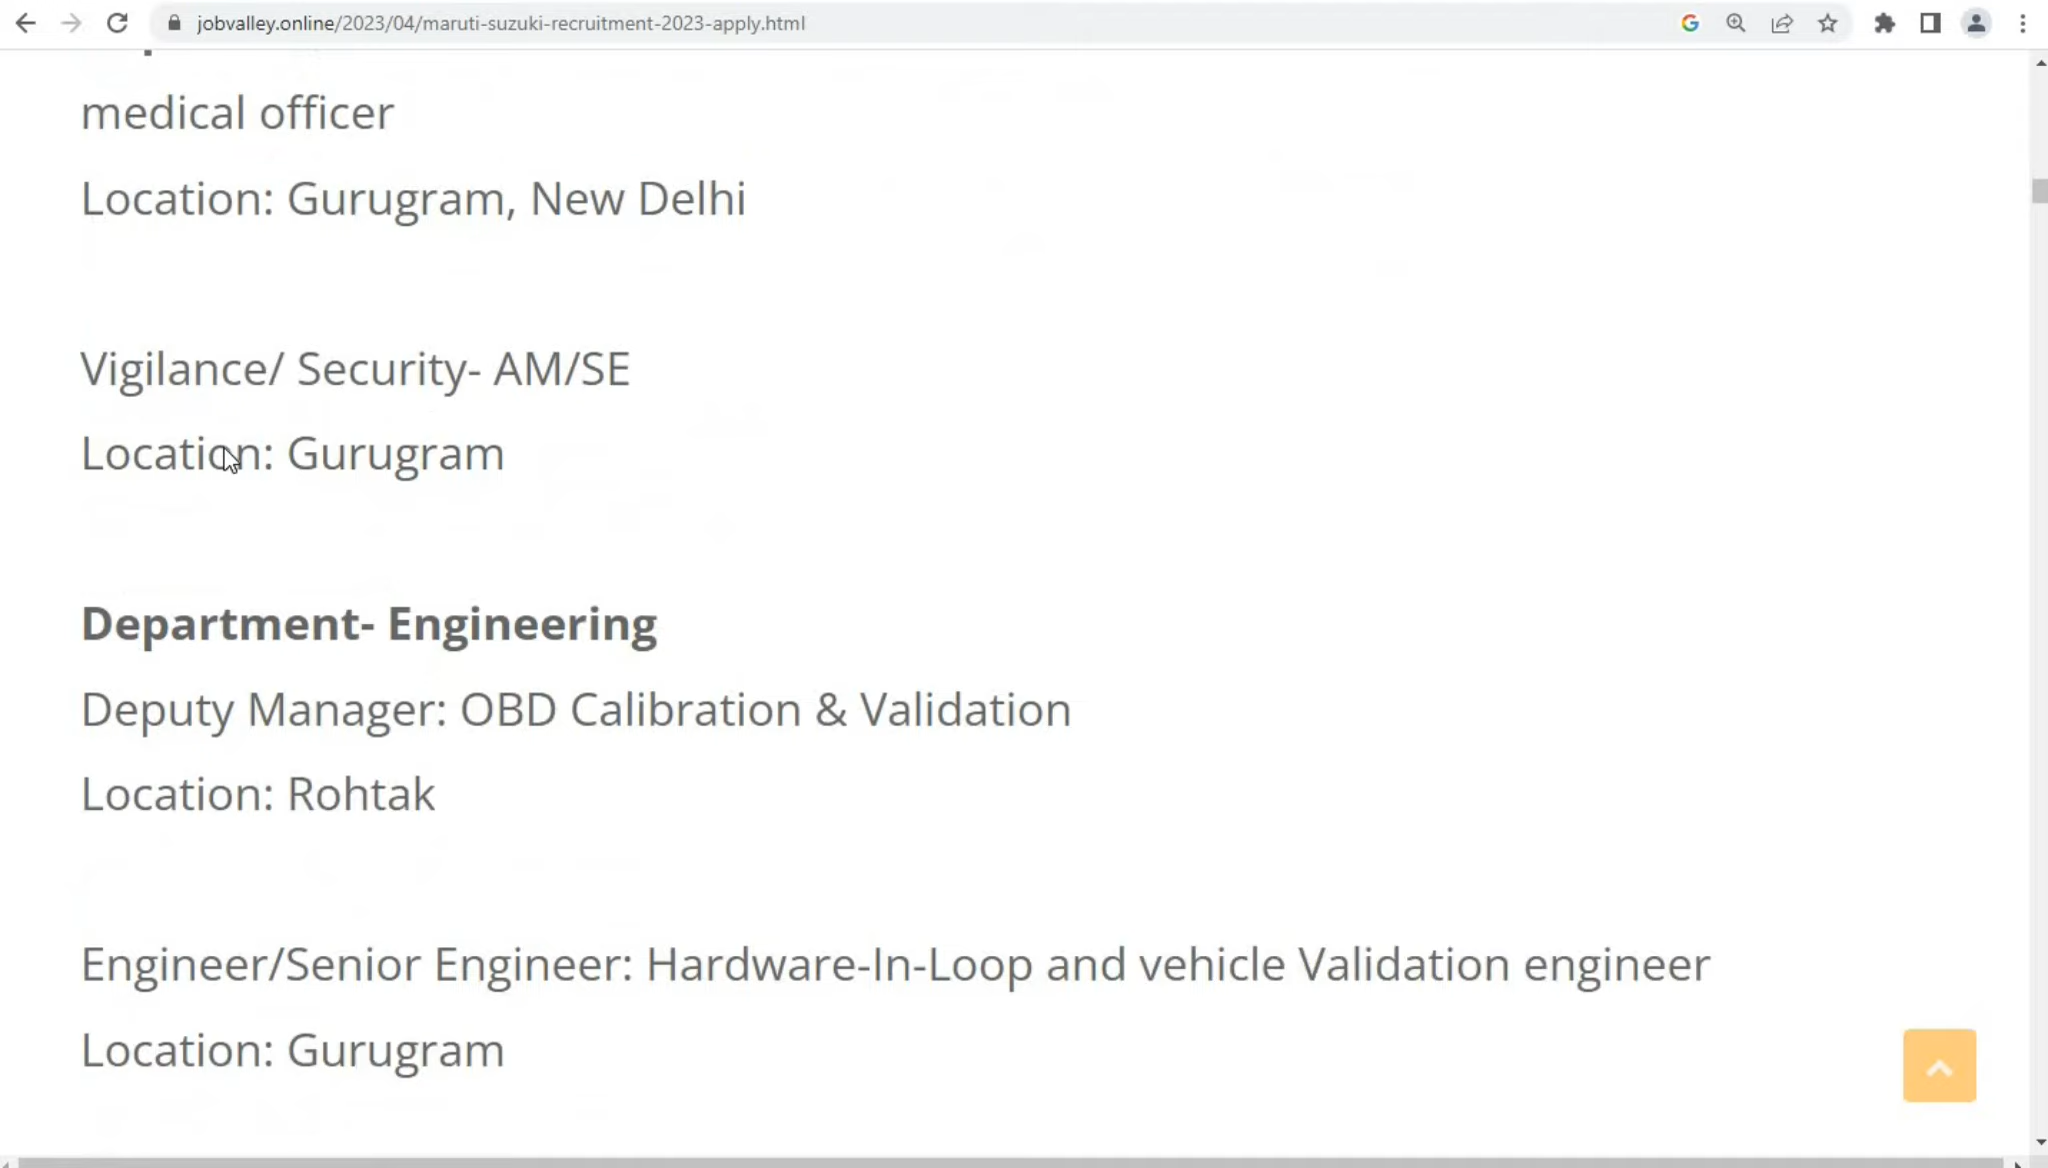 jobvalley.online/2023/04/maruti-suzuki-recruitment-2023-apply.html
medical officer
Location: Gurugram, New Delhi
Vigilance/ Security- AM/SE
Location: Gurugram
Department- Engineering
Deputy Manager: OBD Calibration & Validation
Location: Rohtak
Engineer/Senior Engineer: Hardware-In-Loop and vehicle Validation engineer
Location: Gurugram